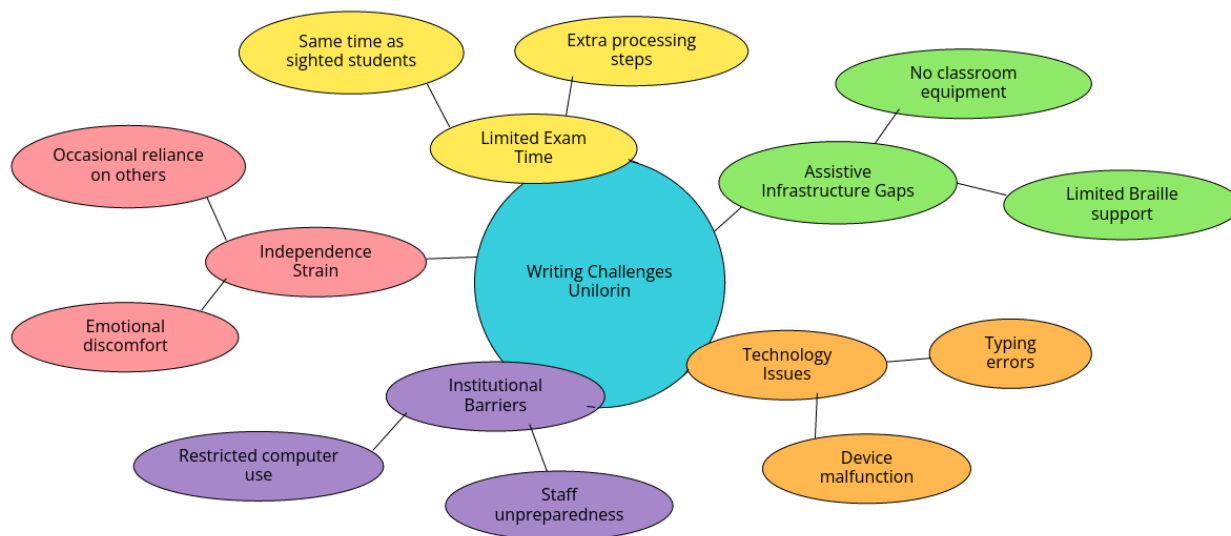 Same time as
sighted students
Extra processing
steps
No classroom
equipment
Limited Exam
Time
Occasional reliance
on others
Assistive
Infrastructure Gaps
Limited Braille
support
Independence
Strain
Writing Challenges
Unilorin
Emotional
discomfort
Technology
Issues
Typing
errors
Institutional
Barriers
Restricted computer
use
Device
malfunction
Staff
unpreparedness